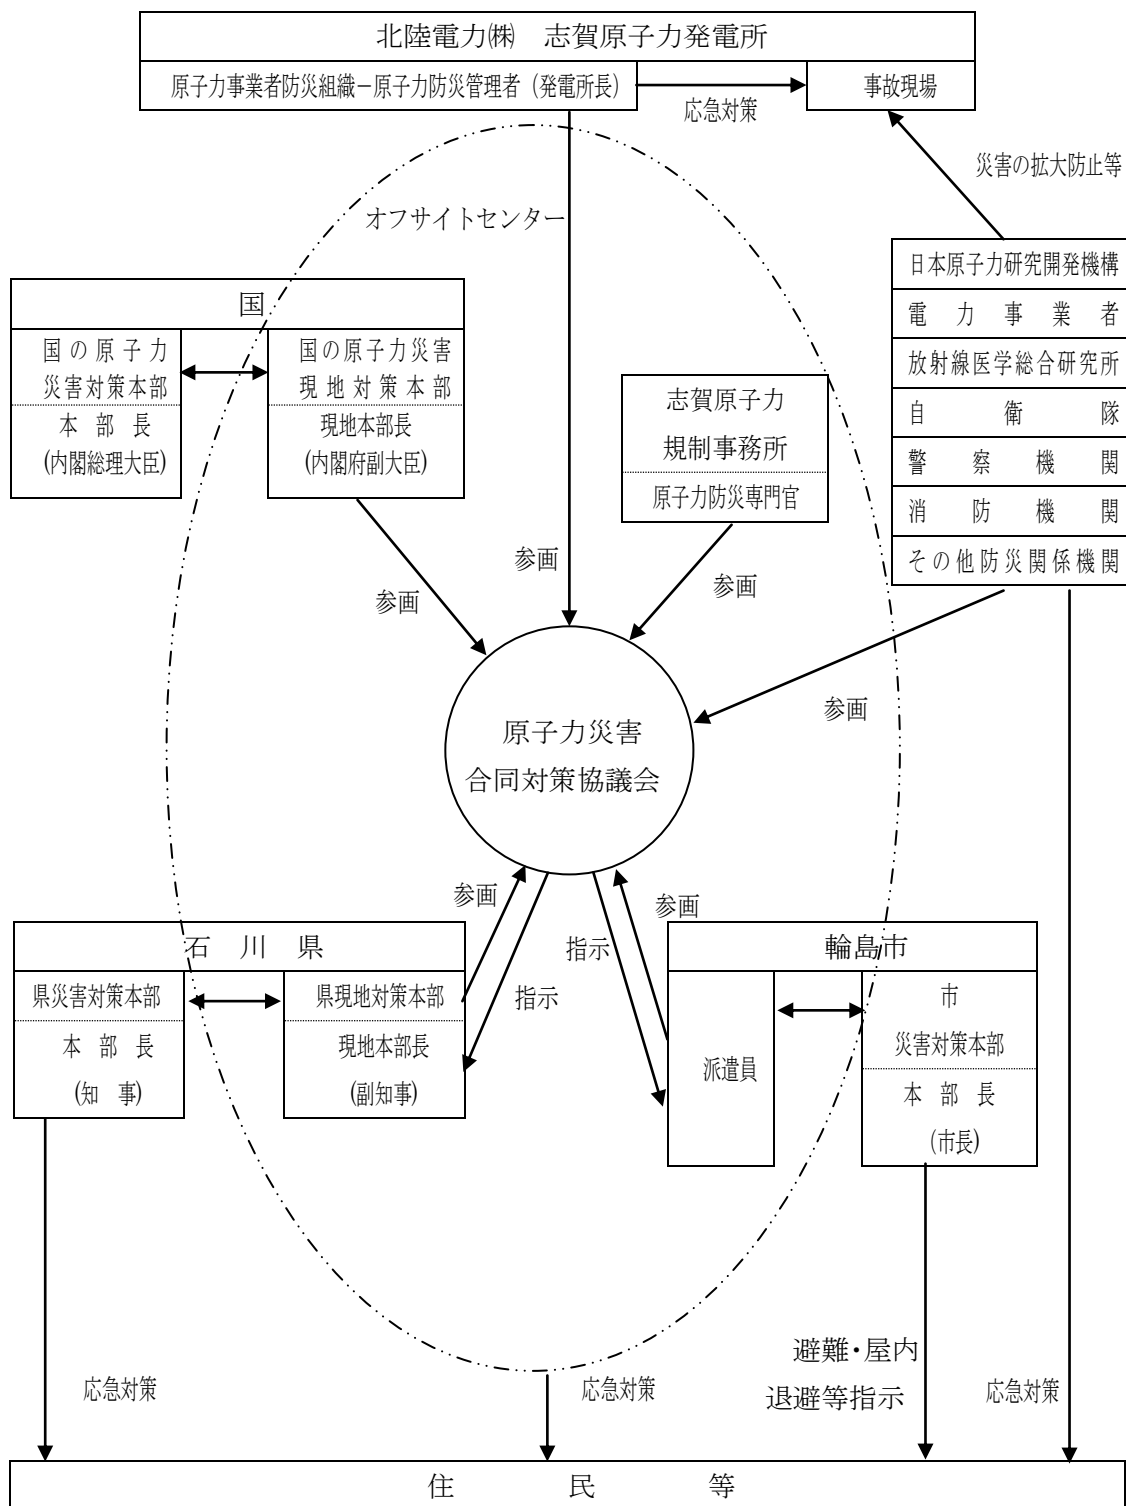 北陸電力㈱　志賀原子力発電所
原子力事業者防災組織－原子力防災管理者（発電所長）
事故現場
応急対策
災害の拡大防止等
オフサイトセンター
日本原子力研究開発機構
電力事業者
放射線医学総合研究所
自衛隊
警察機関
消防機関
その他防災関係機関
国
国の原子力
災害対策本部
本部長
(内閣総理大臣)
国の原子力災害
現地対策本部
現地本部長
(内閣府副大臣)
志賀原子力
規制事務所
原子力防災専門官
参画
参画
参画
参画
原子力災害
合同対策協議会
参画
指示
参画
指示
石川県
県災害対策本部
本部長
(知　事)
県現地対策本部
現地本部長
(副知事)
輪島市
派遣員
市
災害対策本部
本部長
(市長)
応急対策
応急対策
避難・屋内
退避等指示
応急対策
住民等